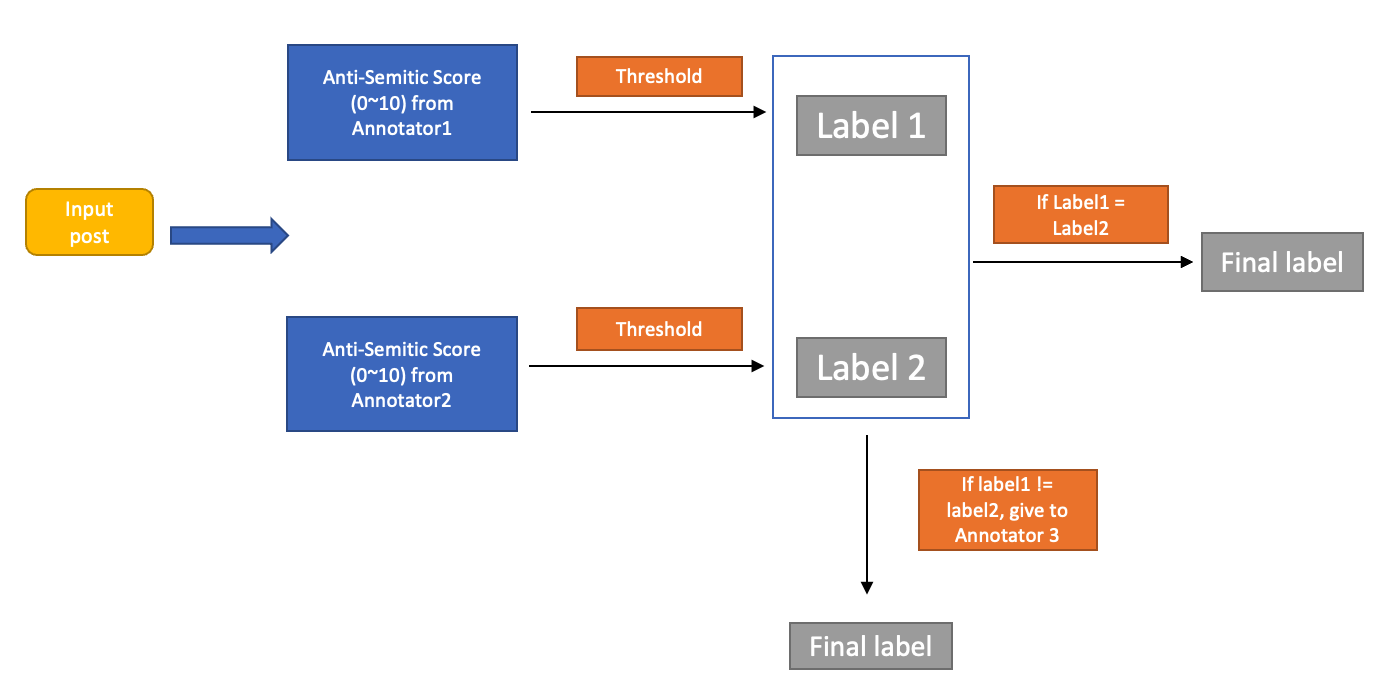 Input
post
Anti-Semitic Score
(0~10) from
Annotator1
Threshold
Label 1
Anti-Semitic Score
(0~10) from
Annotator2
Threshold
Label 2
If Label1 =
Label2
Final label
If label1 !=
label2, give to
Annotator 3
Final label